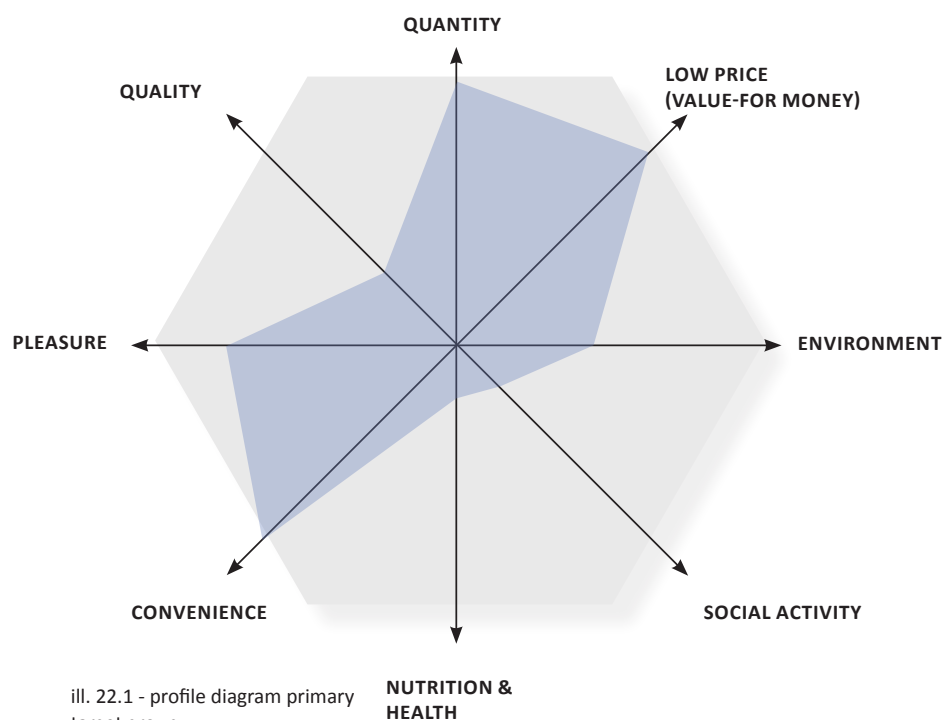 QUANTITY
LOW PRICE
(VALUE-FOR MONEY)
QUALITY
PLEASURE
ENVIRONMENT
CONVENIENCE
SOCIAL ACTIVITY
NUTRITION &
HEALTH
ill. 22.1 - profile diagram primary